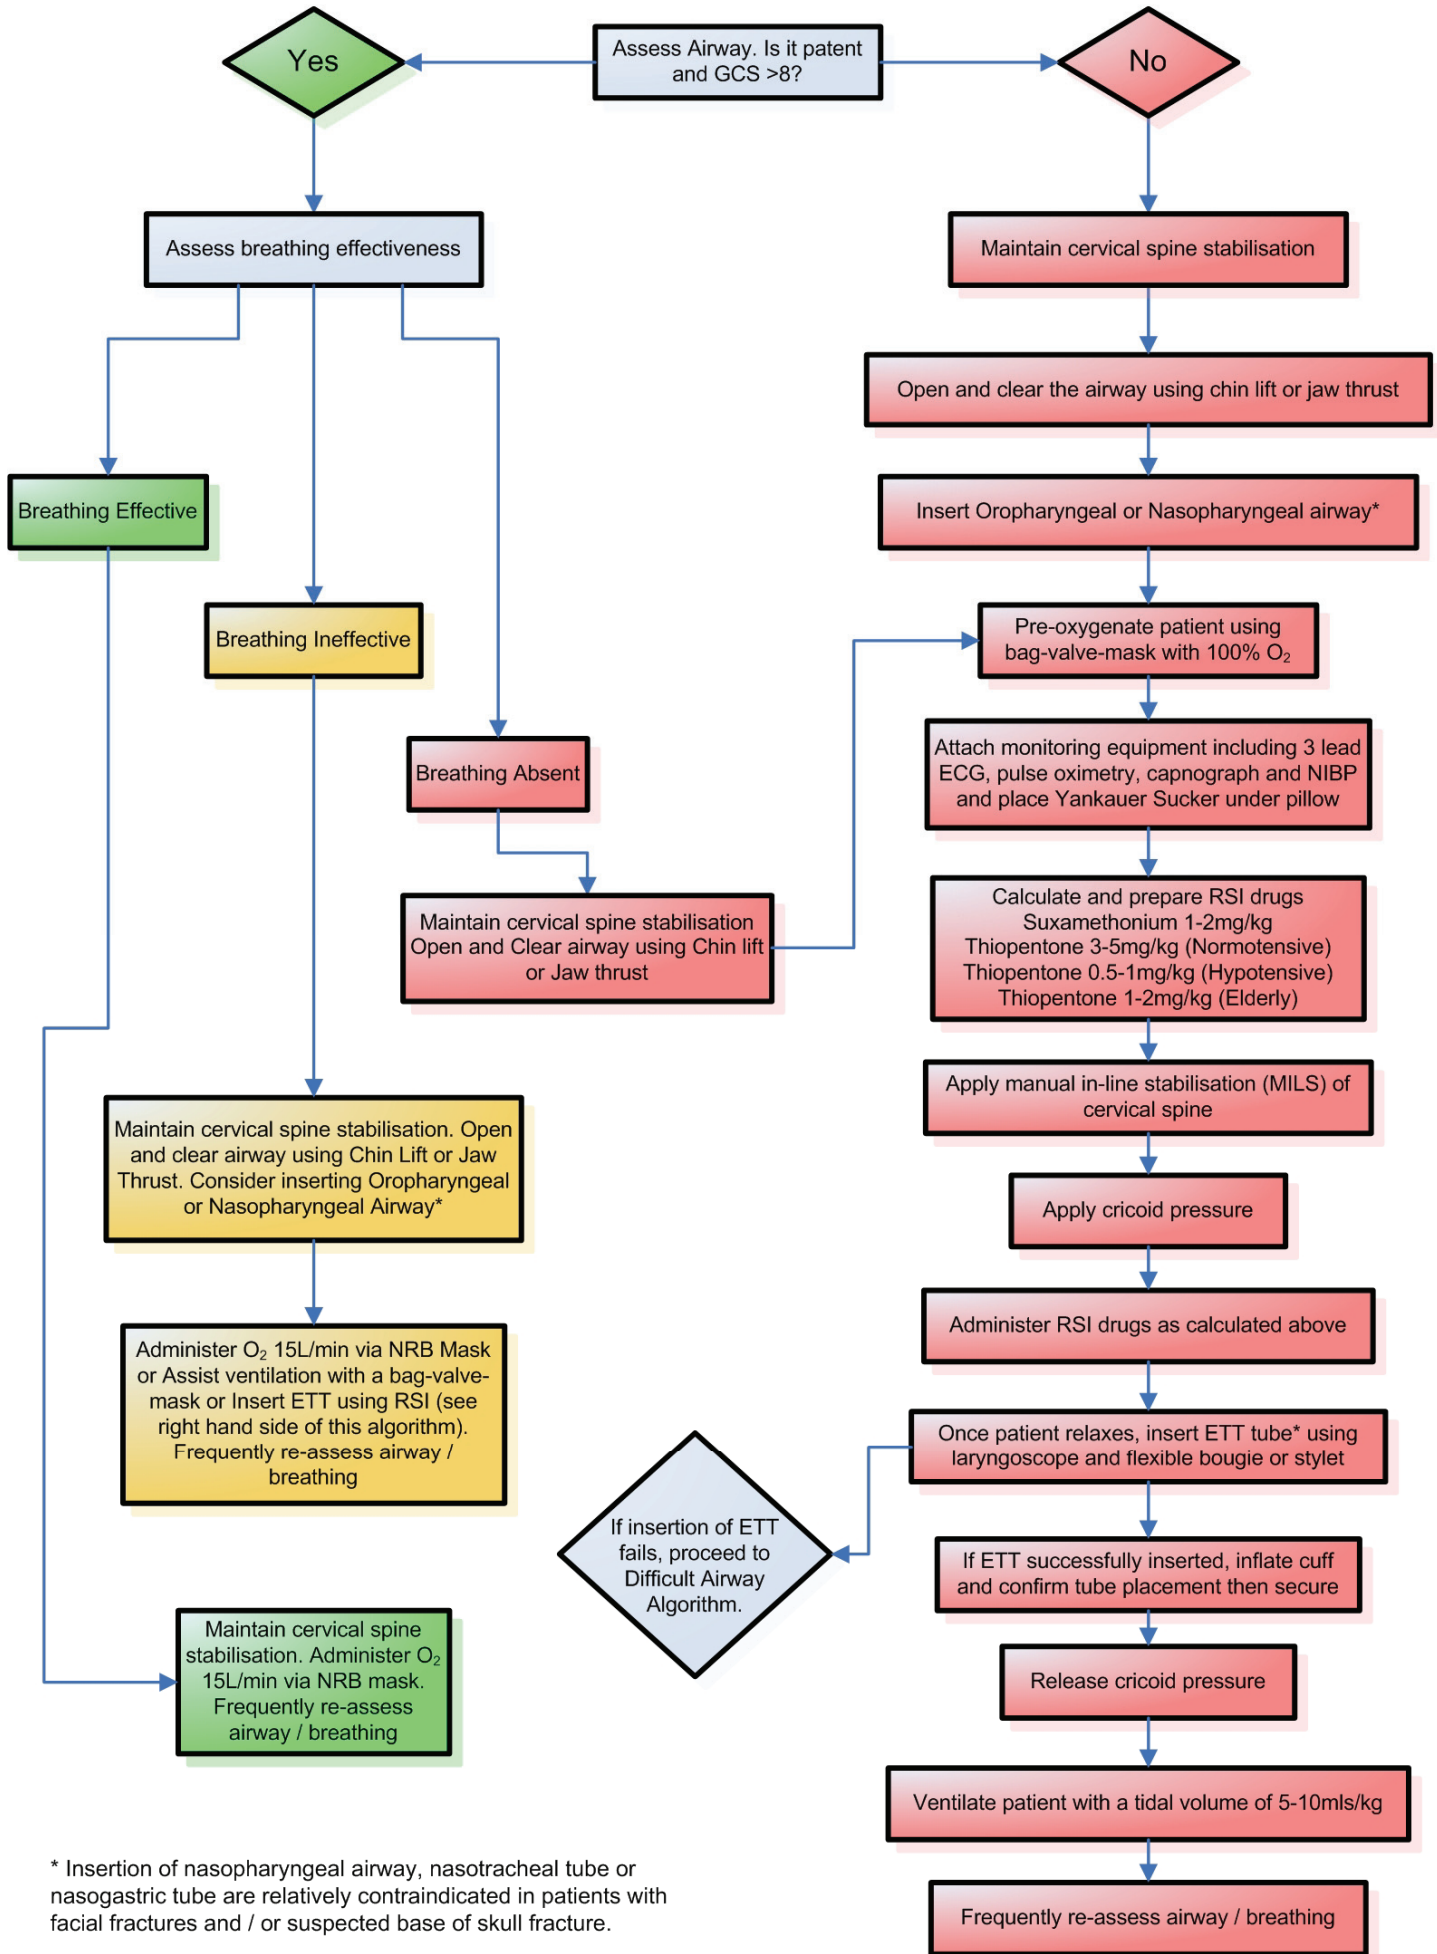 Assess Airway. Is it patent
and GCS >8?
Yes
No
Assess breathing effectiveness
Maintain cervical spine stabilisation
Open and clear the airway using chin lift or jaw thrust
Breathing Effective
Insert Oropharyngeal or Nasopharyngeal airway*
Breathing Ineffective
Pre-oxygenate patient using
bag-valve-mask with 100% O₂
Breathing Absent
Attach monitoring equipment including 3 lead
ECG, pulse oximetry, capnograph and NIBP
and place Yankauer Sucker under pillow
Maintain cervical spine stabilisation
Open and Clear airway using Chin lift
or Jaw thrust
Calculate and prepare RSI drugs
Suxamethonium 1-2mg/kg
Thiopentone 3-5mg/kg (Normotensive)
Thiopentone 0.5-1mg/kg (Hypotensive)
Thiopentone 1-2mg/kg (Elderly)
Apply manual in-line stabilisation (MILS) of
cervical spine
Maintain cervical spine stabilisation. Open
and clear airway using Chin Lift or Jaw
Thrust. Consider inserting Oropharyngeal
or Nasopharyngeal Airway*
Apply cricoid pressure
Administer RSI drugs as calculated above
Administer O₂ 15L/min via NRB Mask
or Assist ventilation with a bag-valve-
mask or Insert ETT using RSI (see
right hand side of this algorithm).
Frequently re-assess airway /
breathing
Once patient relaxes, insert ETT tube* using
laryngoscope and flexible bougie or stylet
If insertion of ETT
fails, proceed to
Difficult Airway
Algorithm.
If ETT successfully inserted, inflate cuff
and confirm tube placement then secure
Maintain cervical spine
stabilisation. Administer O₂
15L/min via NRB mask.
Frequently re-assess
airway / breathing
Release cricoid pressure
Ventilate patient with a tidal volume of 5-10mls/kg
Frequently re-assess airway / breathing
* Insertion of nasopharyngeal airway, nasotracheal tube or
nasogastric tube are relatively contraindicated in patients with
facial fractures and / or suspected base of skull fracture.